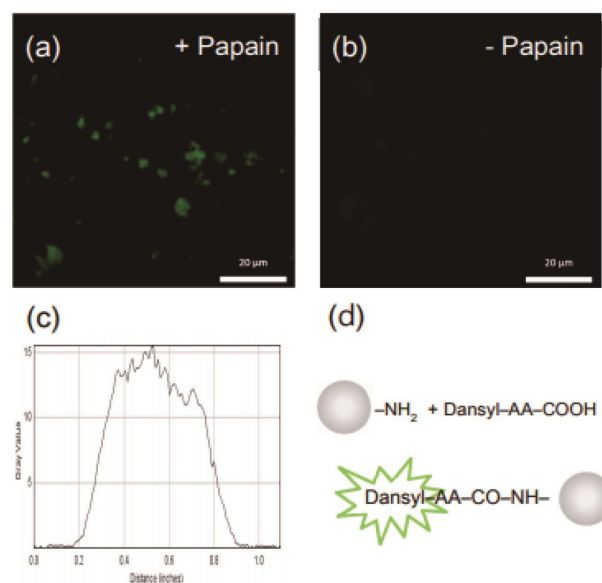 (a) + Papain
20 μm
(b) - Papain
20 μm
(c)
15
10
5
Gray Value
0.0 0.2 0.4 0.6 0.8 1.0
Distance (inches)
(d)
–NH₂ + Dansyl–AA–COOH
Dansyl–AA–CO–NH–